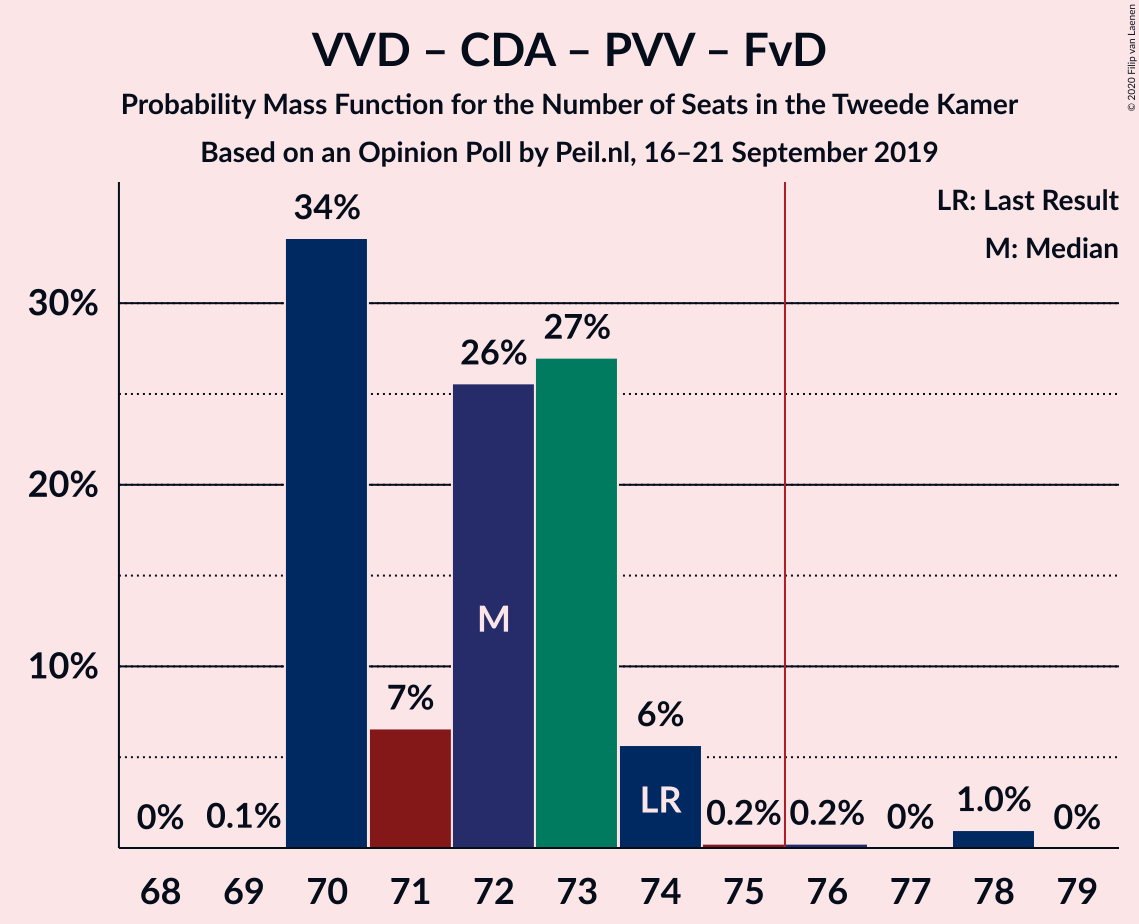 VVD – CDA – PVV – FvD
Probability Mass Function for the Number of Seats in the Tweede Kamer
Based on an Opinion Poll by Peil.nl, 16–21 September 2019
© 2020 Filip van Laenen
LR: Last Result
M: Median
30%
20%
10%
0%
0.1%
34%
7%
26%
27%
6%
0.2%
0.2%
0%
1.0%
0%
M
LR
68 69 70 71 72 73 74 75 76 77 78 79